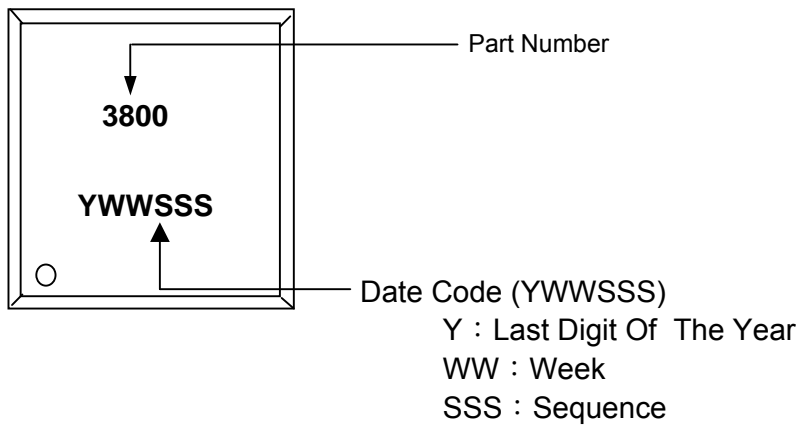 Part Number
3800
YWWSSS
Date Code (YWWSSS)
Y：Last Digit Of The Year
WW：Week
SSS：Sequence